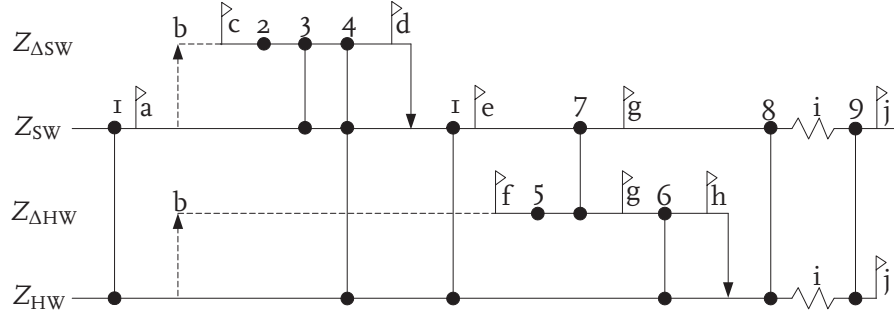 b c 2 3 4 d
Z_ΔSW
1 a 1 e 7 g 8 i 9 j
Z_SW
b f 5 g 6 h
Z_ΔHW
i j
Z_HW